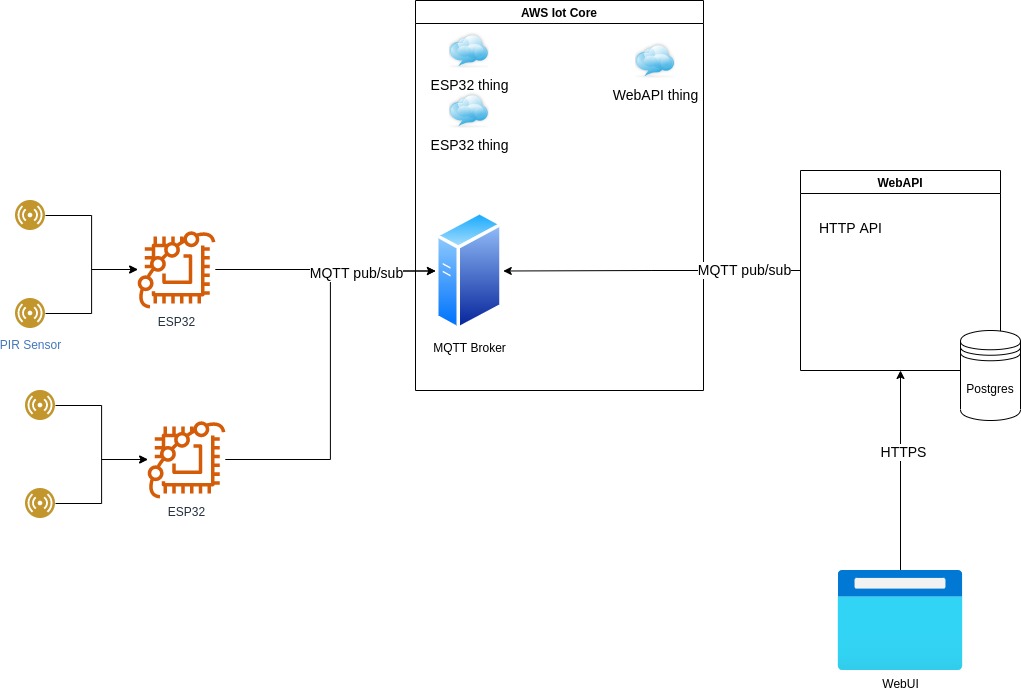 AWS Iot Core
ESP32 thing
WebAPI thing
ESP32 thing
WebAPI
HTTP API
MQTT pub/sub
MQTT pub/sub
ESP32
PIR Sensor
MQTT Broker
Postgres
HTTPS
ESP32
WebUI